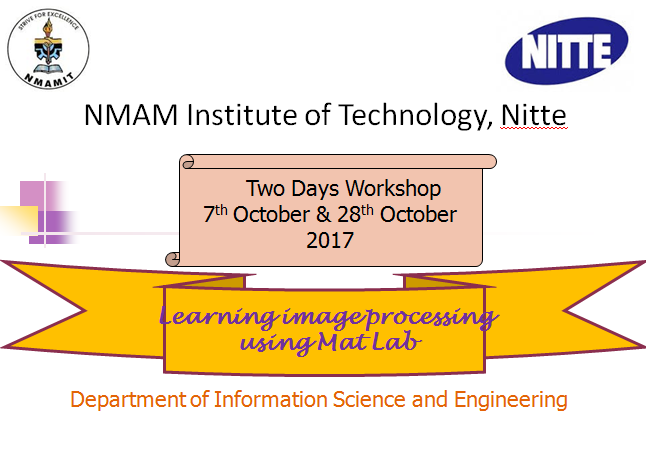 STRIVE FOR EXCELLENCE
NMAMIT
NITTE
NMAM Institute of Technology, Nitte
Two Days Workshop
7th October & 28th October
2017
Learning image processing
using Mat Lab
Department of Information Science and Engineering